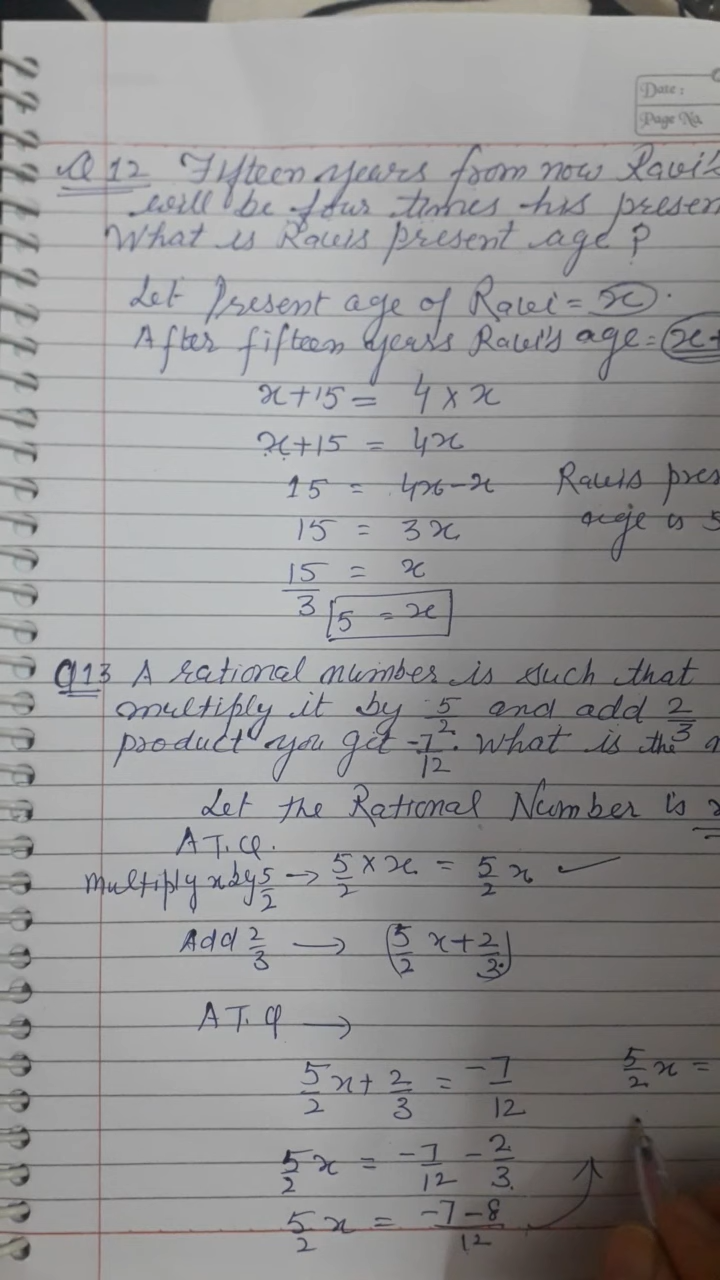 Date:
Page No.
Q 12 Fifteen years from now Ravi's
will be four times his presen
What is Ravis present age?
Let Present age of Ravi = x.
After fifteen years Ravi's age = x+
x+15 = 4 × x
x+15 = 4x
15 = 4x-x
Ravis pres
age is 5
15 = 3x
15/3 = x
5 = x
Q13 A rational number is such that
multiply it by 5/2 and add 2/3
product you get -7/12. What is the
Let the Rational Number is x
A.T.Q.
multiply x by 5/2 → 5/2 × x = 5/2 x ✓
Add 2/3 → (5/2 x + 2/3)
A.T.Q →
5/2 x + 2/3 = -7/12
5/2 x =
5/2 x = -7/12 - 2/3
5/2 x = -7-8/12